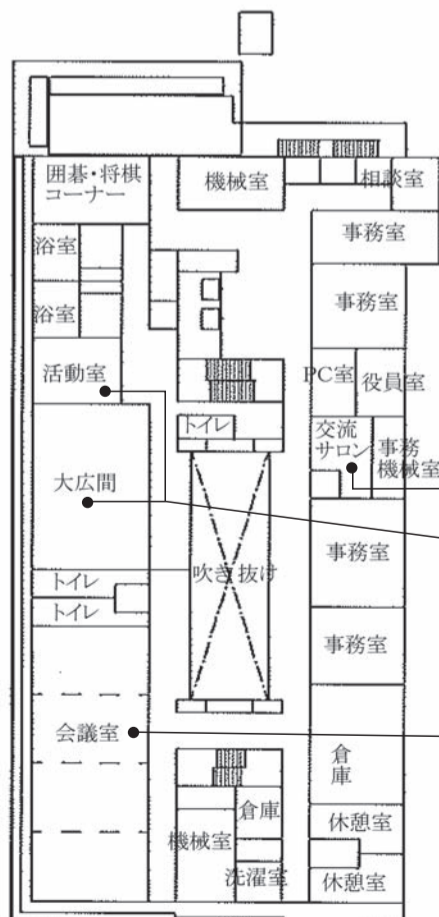 囲碁・将棋
コーナー
機械室
相談室
浴室
事務室
浴室
事務室
活動室
PC室
役員室
トイレ
交流
サロン
事務
機械室
大広間
事務室
吹き抜け
トイレ
トイレ
事務室
会議室
倉
庫
倉庫
機械室
休憩室
洗濯室
休憩室